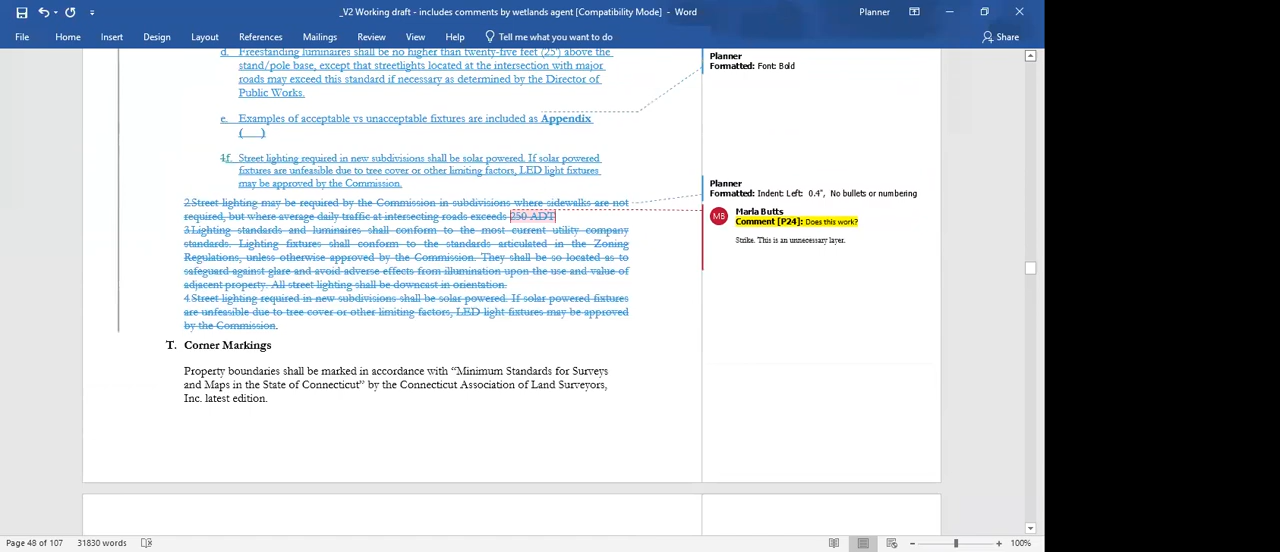 _V2 Working draft - includes comments by wetlands agent [Compatibility Mode] - Word
Planner
File Home Insert Design Layout References Mailings Review View Help Tell me what you want to do Share
d. Freestanding luminaires shall be no higher than twenty-five feet (25') above the
stand/pole base, except that streetlights located at the intersection with major
roads may exceed this standard if necessary as determined by the Director of
Public Works.
e. Examples of acceptable vs unacceptable fixtures are included as Appendix
(___)
1f. Street lighting required in new subdivisions shall be solar powered. If solar powered
fixtures are unfeasible due to tree cover or other limiting factors, LED light fixtures
may be approved by the Commission.
2.Street lighting may be required by the Commission in subdivisions where sidewalks are not
required, but where average daily traffic at intersecting roads exceeds 250 ADT
3.Lighting standards and luminaires shall conform to the most current utility company
standards. Lighting fixtures shall conform to the standards articulated in the Zoning
Regulations, unless otherwise approved by the Commission. They shall be so located as to
safeguard against glare and avoid adverse effects from illumination upon the use and value of
adjacent property. All street lighting shall be downcast in orientation.
4.Street lighting required in new subdivisions shall be solar powered. If solar powered fixtures
are unfeasible due to tree cover or other limiting factors, LED light fixtures may be approved
by the Commission.
T. Corner Markings
Property boundaries shall be marked in accordance with “Minimum Standards for Surveys
and Maps in the State of Connecticut” by the Connecticut Association of Land Surveyors,
Inc. latest edition.
Planner
Formatted: Font: Bold
Planner
Formatted: Indent: Left: 0.4", No bullets or numbering
MB
Marla Butts
Comment [P24]: Does this work?
Strike. This is an unnecessary layer.
Page 48 of 107 31830 words
100%